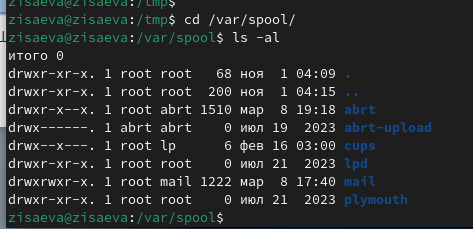 zisaeva@zisaeva:/tmp$
zisaeva@zisaeva:/tmp$ cd /var/spool/
zisaeva@zisaeva:/var/spool$ ls -al
итого 0
drwxr-xr-x. 1 root root   68 ноя  1 04:09 .
drwxr-xr-x. 1 root root  200 ноя  1 04:15 ..
drwxr-x--x. 1 root abrt 1510 мар  8 19:18 abrt
drwx------. 1 abrt abrt    0 июл 19  2023 abrt-upload
drwx--x---. 1 root lp      6 фев 16 03:00 cups
drwxr-xr-x. 1 root root    0 июл 21  2023 lpd
drwxrwxr-x. 1 root mail 1222 мар  8 17:40 mail
drwxr-xr-x. 1 root root    0 июл 21  2023 plymouth
zisaeva@zisaeva:/var/spool$